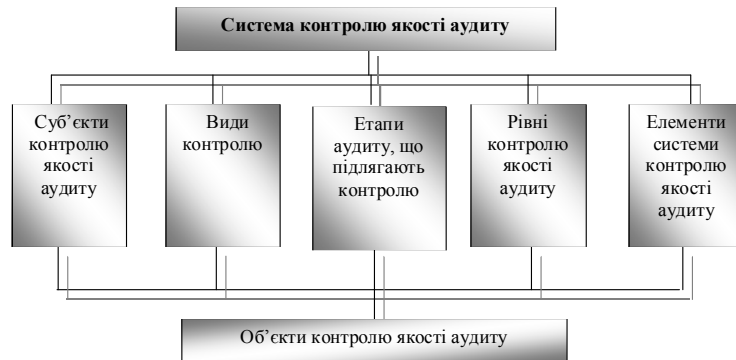 Система контролю якості аудиту
Суб’єкти
контролю
якості
аудиту
Види
контролю
Етапи
аудиту, що
підлягають
контролю
Рівні
контролю
якості
аудиту
Елементи
системи
контролю
якості
аудиту
Об’єкти контролю якості аудиту